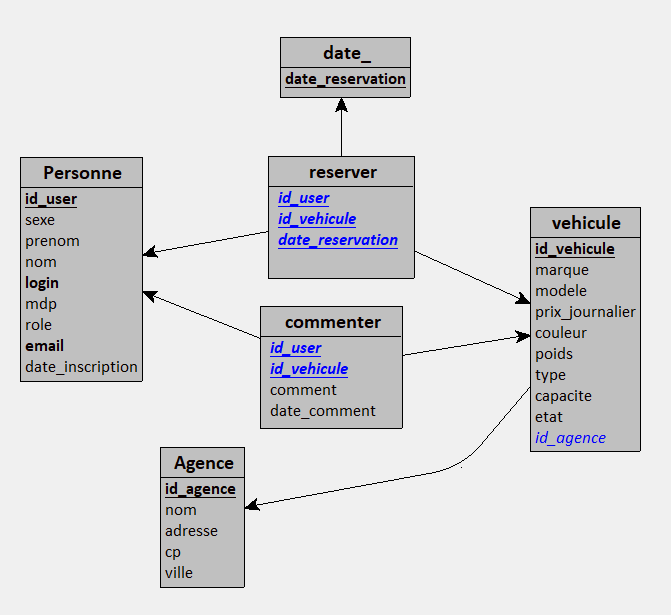 date_
date_reservation
Personne
id_user
sexe
prenom
nom
login
mdp
role
email
date_inscription
reserver
id_user
id_vehicule
date_reservation
vehicule
id_vehicule
marque
modele
prix_journalier
couleur
poids
type
capacite
etat
id_agence
commenter
id_user
id_vehicule
comment
date_comment
Agence
id_agence
nom
adresse
cp
ville